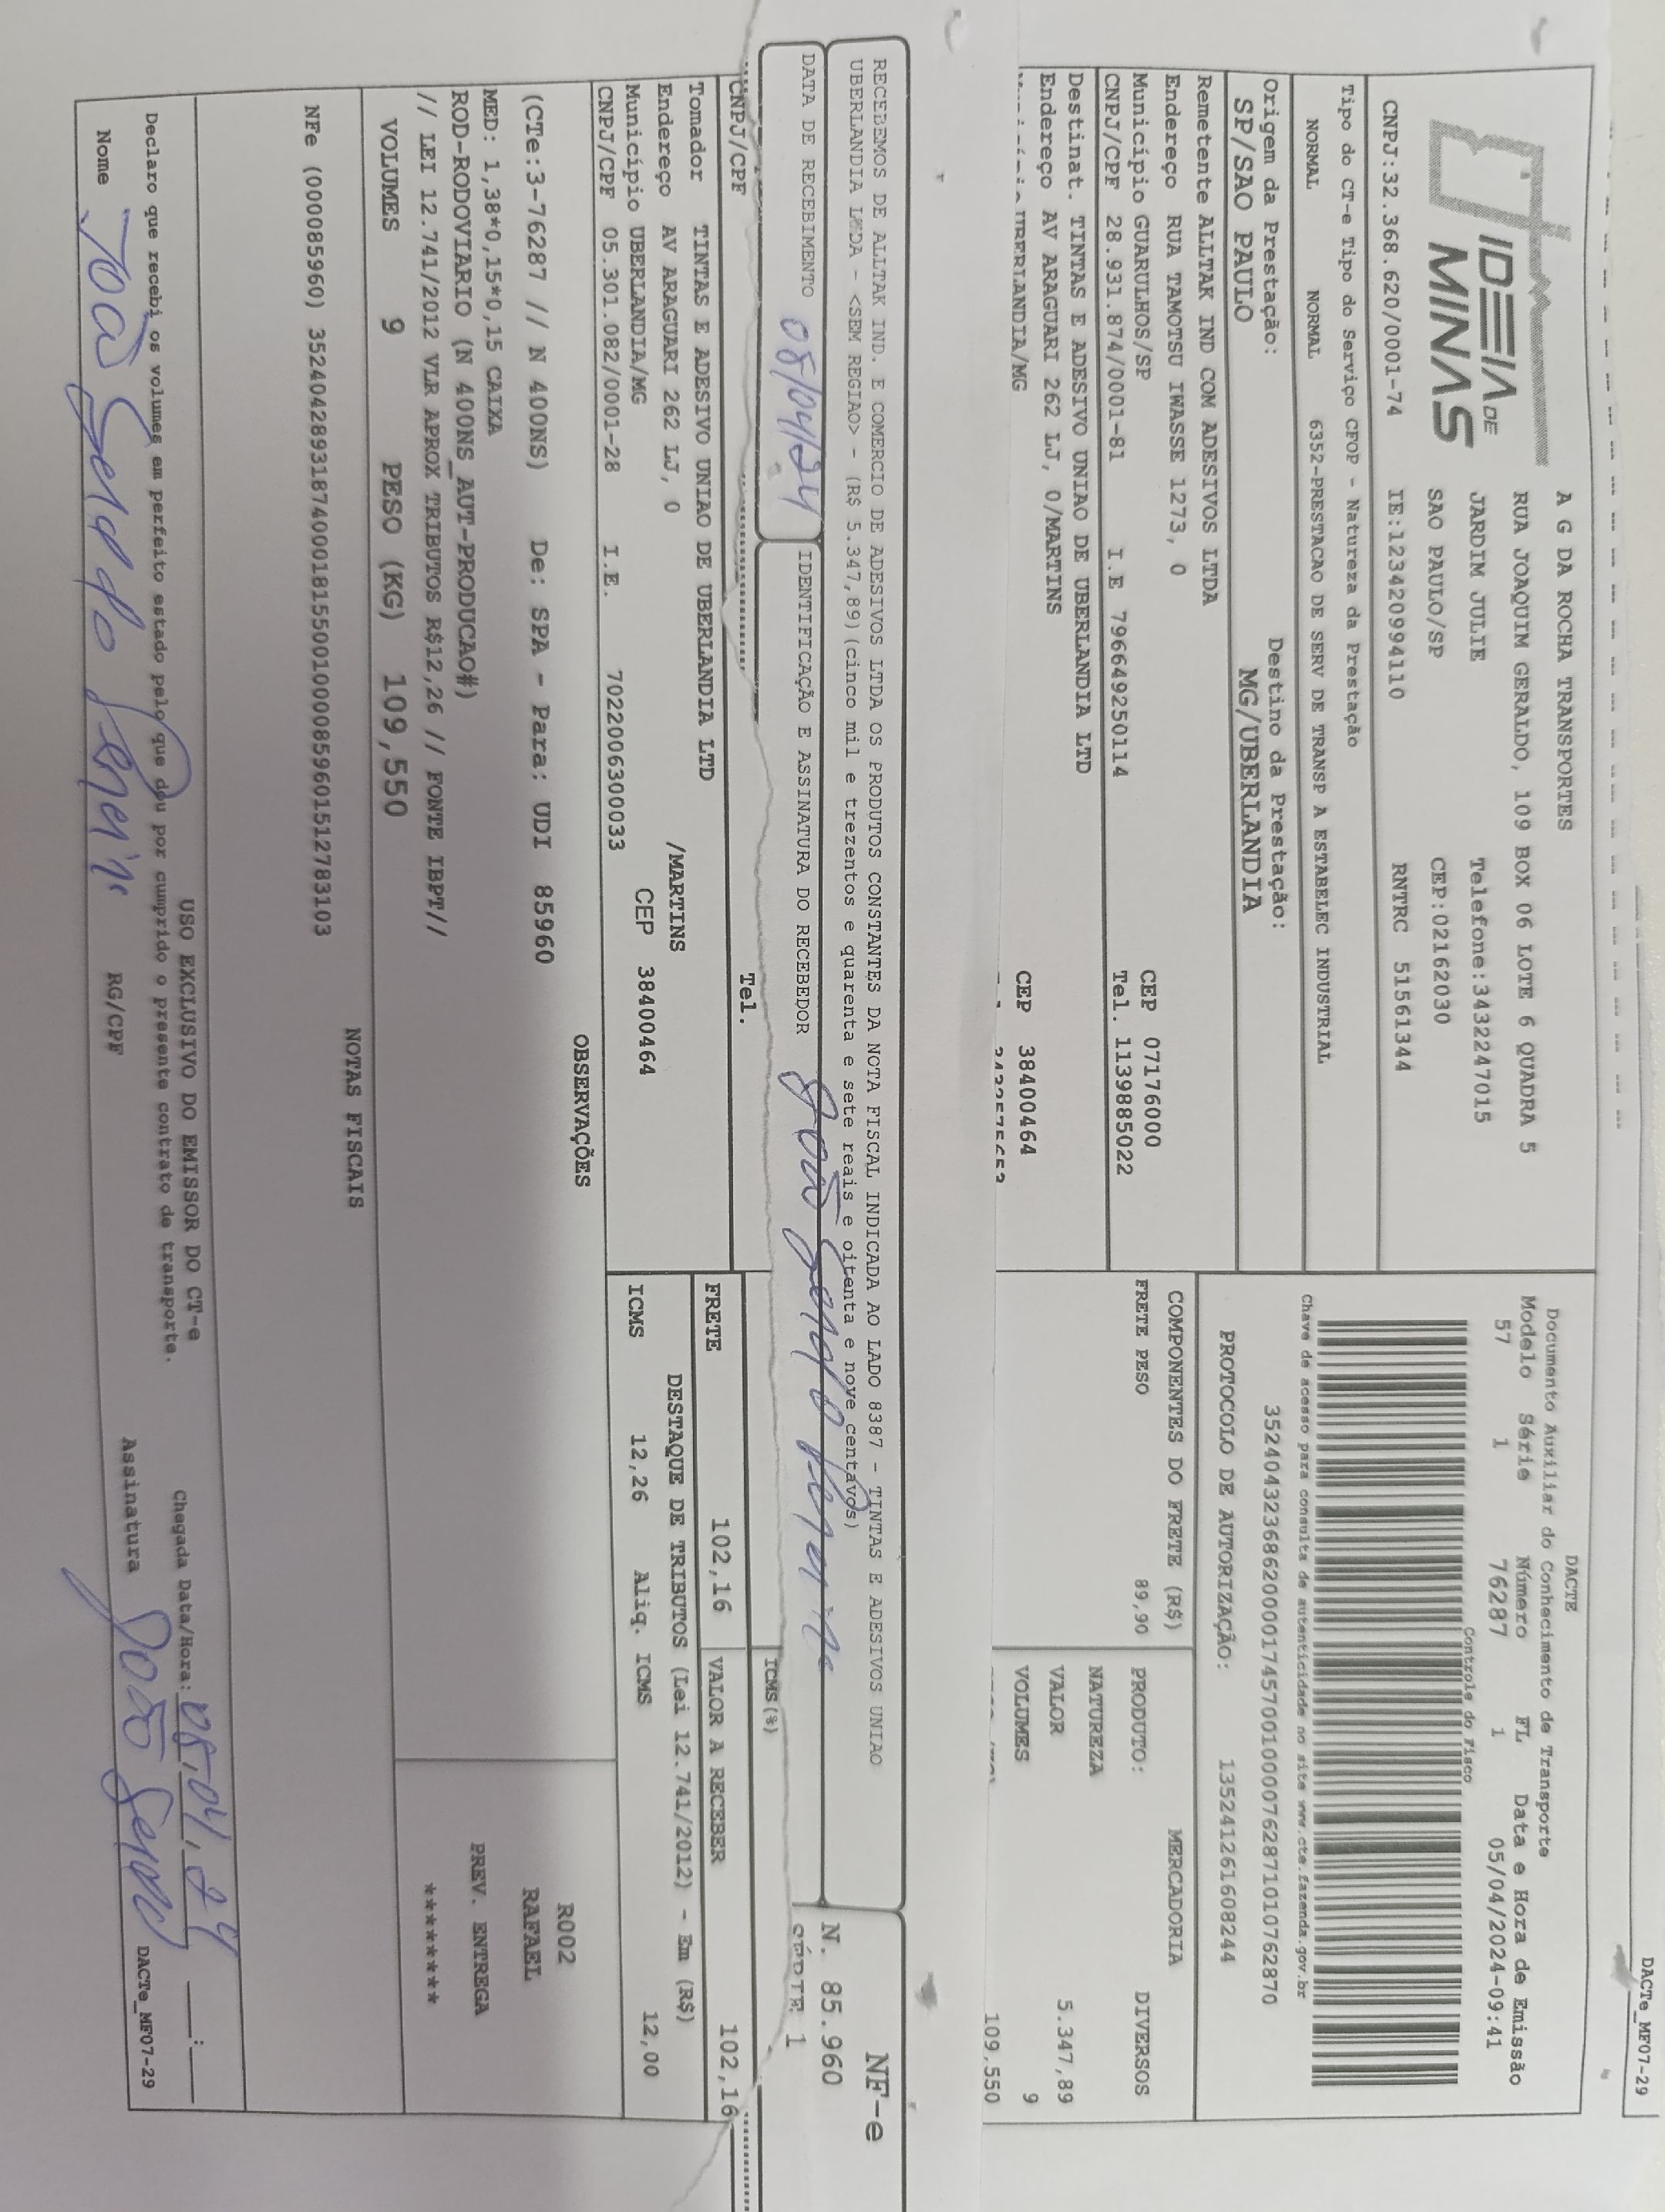 DACTe_MF07-29
IDEIA DE
MINAS
A G DA ROCHA TRANSPORTES
RUA JOAQUIM GERALDO, 109 BOX 06 LOTE 6 QUADRA 5
JARDIM JULIE Telefone:3432247015
SAO PAULO/SP CEP:02162030
CNPJ:32.368.620/0001-74 IE:123420994110 RNTRC 51561344
Tipo do CT-e Tipo do Serviço CFOP - Natureza da Prestação
NORMAL NORMAL 6352-PRESTACAO DE SERV DE TRANSP A ESTABELEC INDUSTRIAL
Origem da Prestação: Destino da Prestação:
SP/SAO PAULO MG/UBERLANDIA
DACTE
Documento Auxiliar do Conhecimento de Transporte
Modelo Série Número FL Data e Hora de Emissão
57 1 76287 1 05/04/2024-09:41
Controle do Fisco
Chave de acesso para consulta de autenticidade no site www.cte.fazenda.gov.br
35240432368620000174570010000762871010762870
PROTOCOLO DE AUTORIZAÇÃO: 135241261608244
Remetente ALLTAK IND COM ADESIVOS LTDA
Endereço RUA TAMOTSU IWASSE 1273, 0
Município GUARULHOS/SP CEP 07176000
CNPJ/CPF 28.931.874/0001-81 I.E 796649250114 Tel. 1139885022
Destinat. TINTAS E ADESIVO UNIAO DE UBERLANDIA LTD
Endereço AV ARAGUARI 262 LJ, 0/MARTINS
UBERLANDIA/MG CEP 38400464
COMPONENTES DO FRETE (R$)
FRETE PESO 89,90
MERCADORIA
PRODUTO: DIVERSOS
NATUREZA
VALOR 5.347,89
VOLUMES 9
109,550
RECEBEMOS DE ALLTAK IND. E COMERCIO DE ADESIVOS LTDA OS PRODUTOS CONSTANTES DA NOTA FISCAL INDICADA AO LADO 8387 - TINTAS E ADESIVOS UNIAO
UBERLANDIA LTDA - <SEM REGIAO> - (R$ 5.347,89)(cinco mil e trezentos e quarenta e sete reais e oitenta e nove centavos)
DATA DE RECEBIMENTO 08/04/24
IDENTIFICAÇÃO E ASSINATURA DO RECEBEDOR João
NF-e
N. 85.960
SÉRIE 1
CNPJ/CPF Tel.
ICMS(%)
Tomador TINTAS E ADESIVO UNIAO DE UBERLANDIA LTD
Endereço AV ARAGUARI 262 LJ, 0 /MARTINS
Município UBERLANDIA/MG CEP 38400464
CNPJ/CPF 05.301.082/0001-28 I.E. 7022006300033
FRETE 102,16 VALOR A RECEBER 102,16
DESTAQUE DE TRIBUTOS (Lei 12.741/2012) - Em (R$)
ICMS 12,26 Aliq. ICMS 12,00
OBSERVAÇÕES
(CTe:3-76287 // N 400NS) De: SPA - Para: UDI 85960
MED: 1,38*0,15*0,15 CAIXA
ROD-RODOVIARIO (N 400NS_AUT-PRODUCAO#)
// LEI 12.741/2012 VLR APROX TRIBUTOS R$12,26 // FONTE IBPT//
R002
RAFAEL
PREV. ENTREGA
********
VOLUMES 9 PESO (KG) 109,550
NOTAS FISCAIS
NFe (000085960) 35240428931874000181550010000859601512783103
USO EXCLUSIVO DO EMISSOR DO CT-e
Declaro que recebi os volumes em perfeito estado pelo que dou por cumprido o presente contrato de transporte.
Chegada Data/Hora: 08,04,24 __:__
Nome João RG/CPF Assinatura João
DACTe_MF07-29